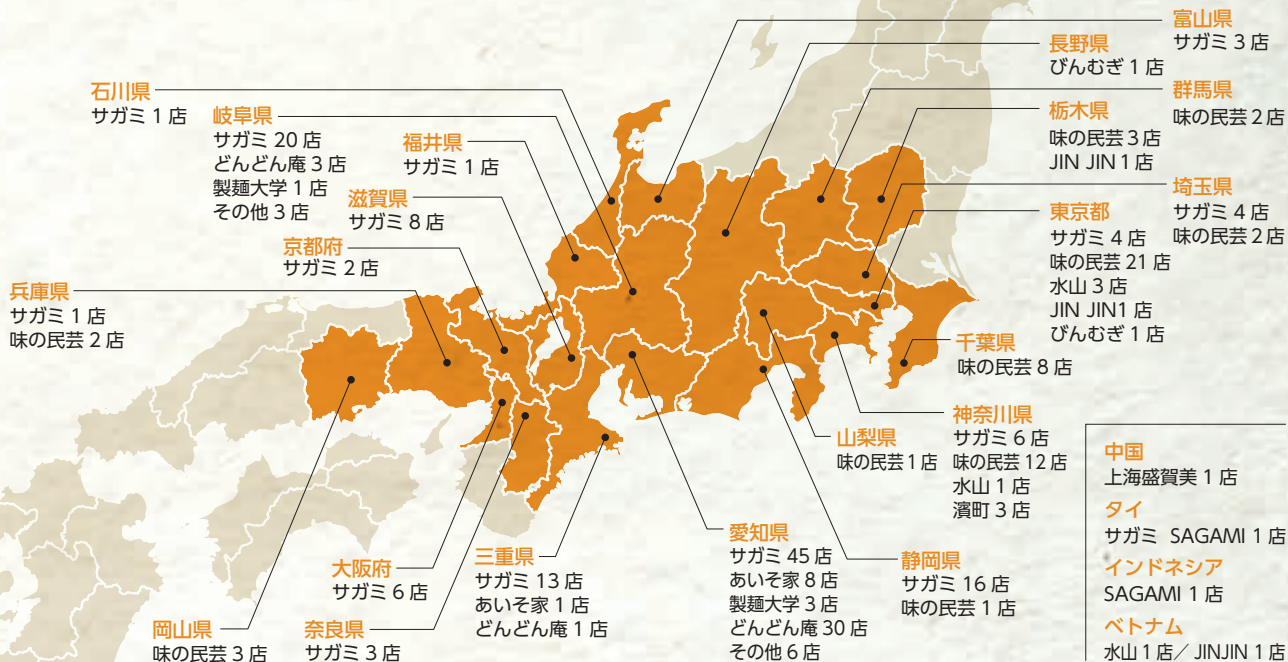 富山県
サガミ 3 店
長野県
びんむぎ 1 店
群馬県
味の民芸 2 店
栃木県
味の民芸 3 店
JIN JIN 1 店
石川県
サガミ 1 店
岐阜県
サガミ 20 店
どんどん庵 3 店
製麺大学 1 店
その他 3 店
福井県
サガミ 1 店
滋賀県
サガミ 8 店
京都府
サガミ 2 店
兵庫県
サガミ 1 店
味の民芸 2 店
埼玉県
サガミ 4 店
味の民芸 2 店
東京都
サガミ 4 店
味の民芸 21 店
水山 3 店
JIN JIN1 店
びんむぎ 1 店
千葉県
味の民芸 8 店
神奈川県
サガミ 6 店
味の民芸 12 店
水山 1 店
濱町 3 店
山梨県
味の民芸 1 店
静岡県
サガミ 16 店
味の民芸 1 店
愛知県
サガミ 45 店
あいそ家 8 店
製麺大学 3 店
どんどん庵 30 店
その他 6 店
三重県
サガミ 13 店
あいそ家 1 店
どんどん庵 1 店
大阪府
サガミ 6 店
奈良県
サガミ 3 店
岡山県
味の民芸 3 店
中国
上海盛賀美 1 店
タイ
サガミ SAGAMI 1 店
インドネシア
SAGAMI 1 店
ベトナム
水山 1 店／ JINJIN 1 店